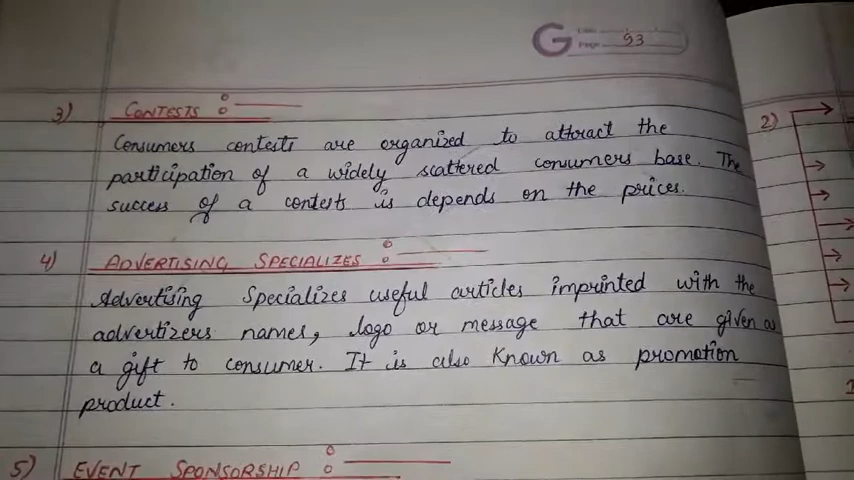 93
3) CONTESTS :
Consumers contests are organized to attract the
participation of a widely scattered consumers base. The
success of a contests is depends on the prices.
4) ADVERTISING SPECIALIZES :
Advertising Specializes useful articles imprinted with the
advertizers names, logo or message that are given as
a gift to consumer. It is also known as promotion
product.
5) EVENT SPONSORSHIP :
2)